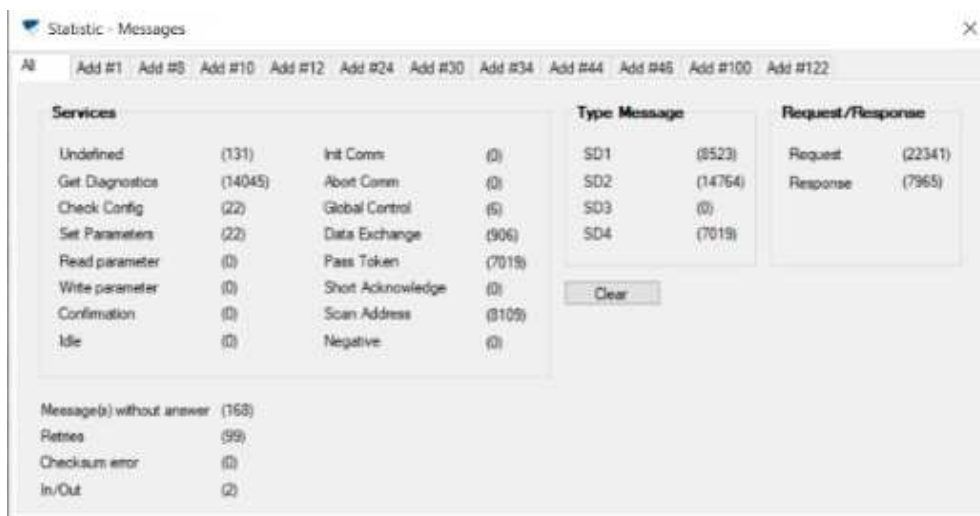 Statistic - Messages
All Add #1 Add #8 Add #10 Add #12 Add #24 Add #30 Add #34 Add #44 Add #46 Add #100 Add #122
Services Type Message Request/Response
Undefined (131) Init Comm (0) SD1 (8523) Request (22341)
Get Diagnostics (14045) Abort Comm (0) SD2 (14764) Response (7965)
Check Config (22) Global Control (6) SD3 (0)
Set Parameters (22) Data Exchange (906) SD4 (7019)
Read parameter (0) Pass Token (7019)
Write parameter (0) Short Acknowledge (0) Clear
Confirmation (0) Scan Address (8109)
Idle (0) Negative (0)
Message(s) without answer (168)
Retries (99)
Checksum error (0)
In/Out (2)